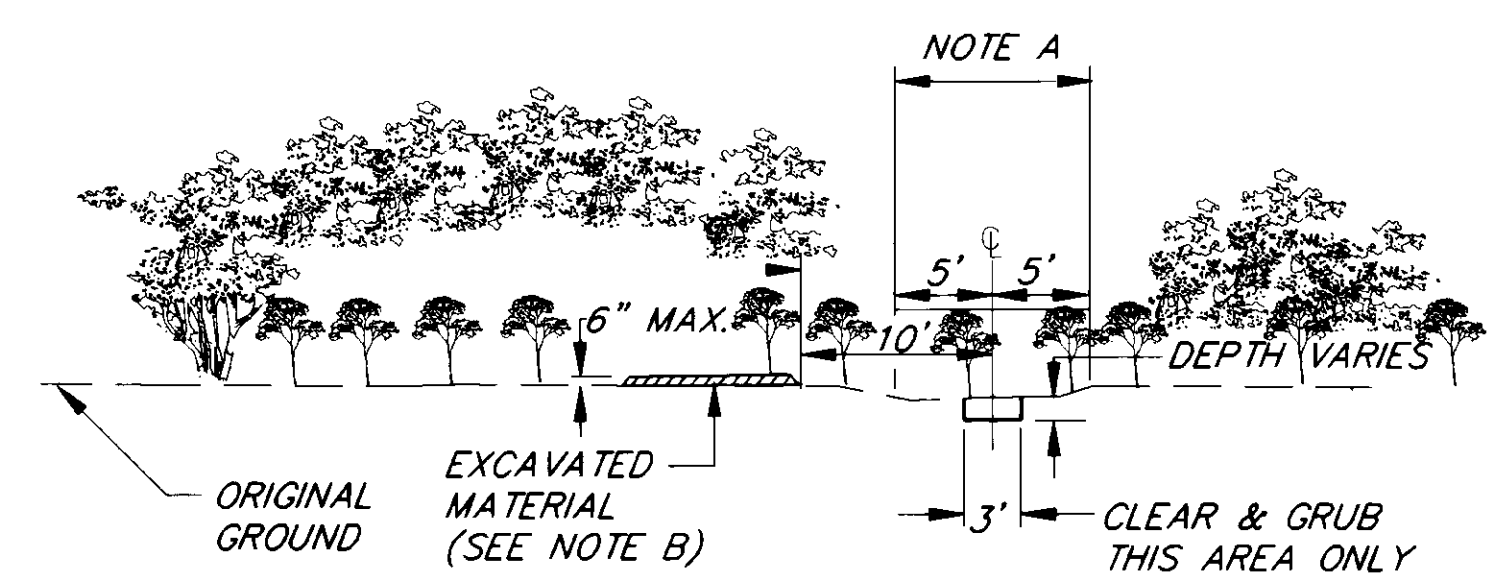 NOTE A
℄
5' 5'
6" MAX.
10'
DEPTH VARIES
ORIGINAL
GROUND
EXCAVATED
MATERIAL
(SEE NOTE B)
3'
CLEAR & GRUB
THIS AREA ONLY